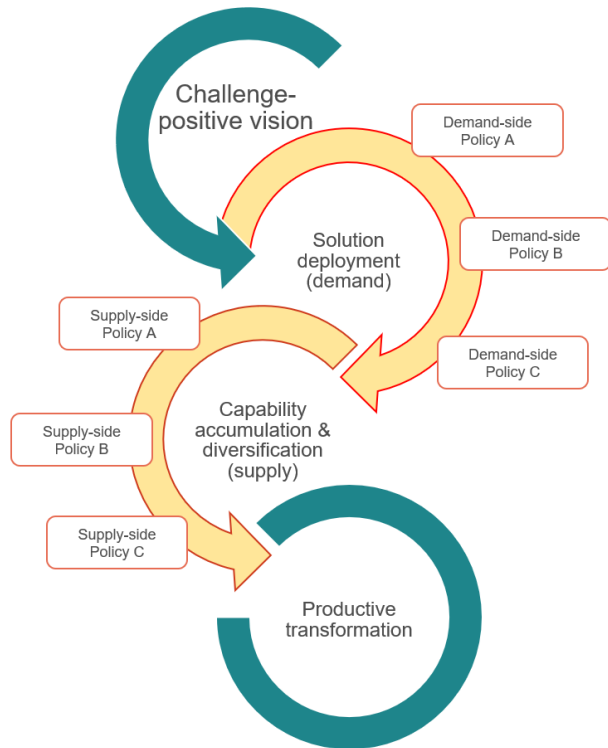 Challenge-
positive vision
Demand-side
Policy A
Solution
deployment
(demand)
Demand-side
Policy B
Demand-side
Policy C
Supply-side
Policy A
Capability
accumulation &
diversification
(supply)
Supply-side
Policy B
Supply-side
Policy C
Productive
transformation